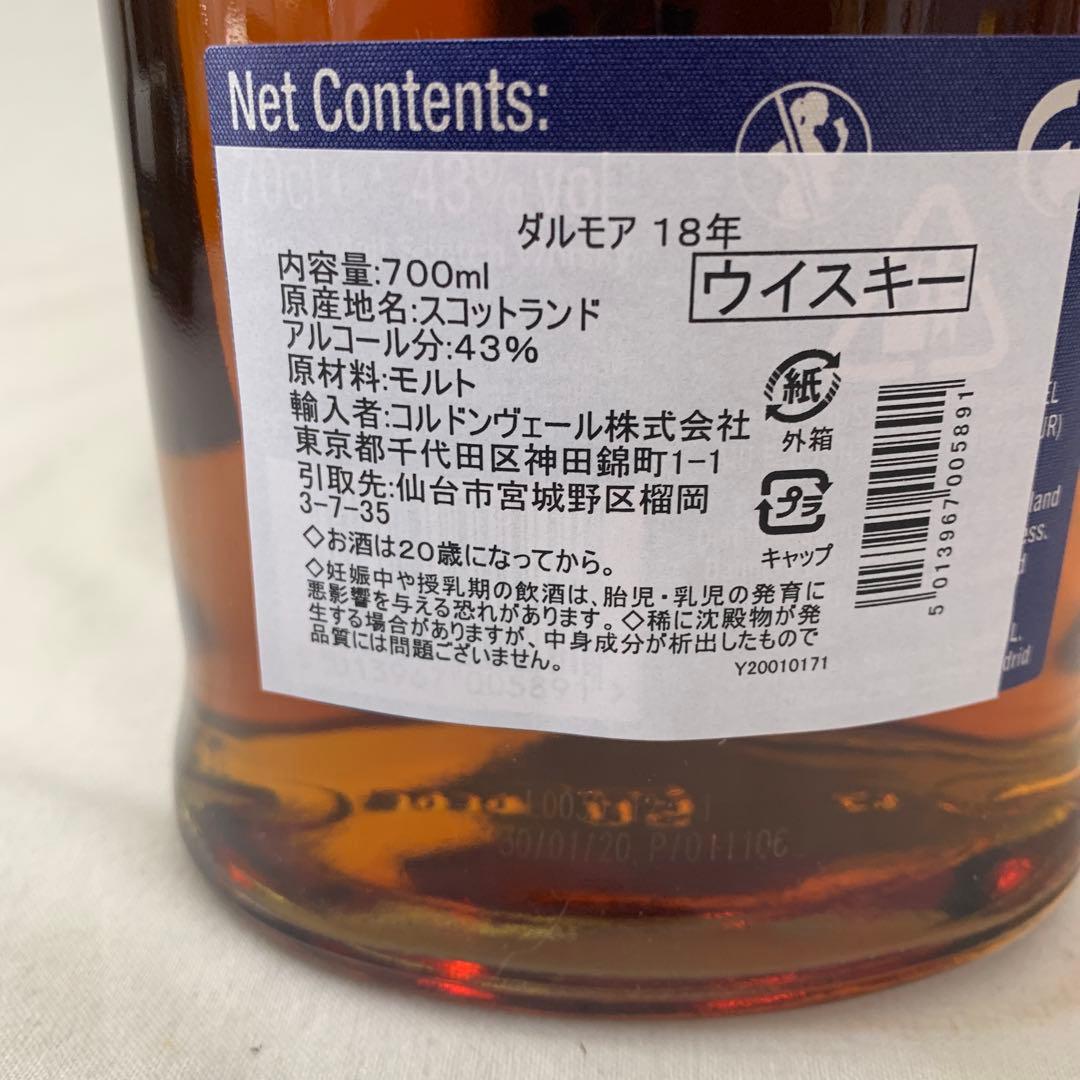 Net Contents:
70cl 43% vol
ダルモア 18年
内容量:700ml
ウイスキー
原産地名:スコットランド
アルコール分:43%
原材料:モルト
輸入者:コルドンヴェール株式会社
東京都千代田区神田錦町1-1
引取先:仙台市宮城野区榴岡
3-7-35
紙
外箱
プラ
キャップ
5 013967 005891
◇お酒は20歳になってから。
◇妊娠中や授乳期の飲酒は、胎児・乳児の発育に
悪影響を与える恐れがあります。◇稀に沈殿物が発
生する場合がありますが、中身成分が析出したもので
品質には問題ございません。
Y20010171
30/01/20 P/011106